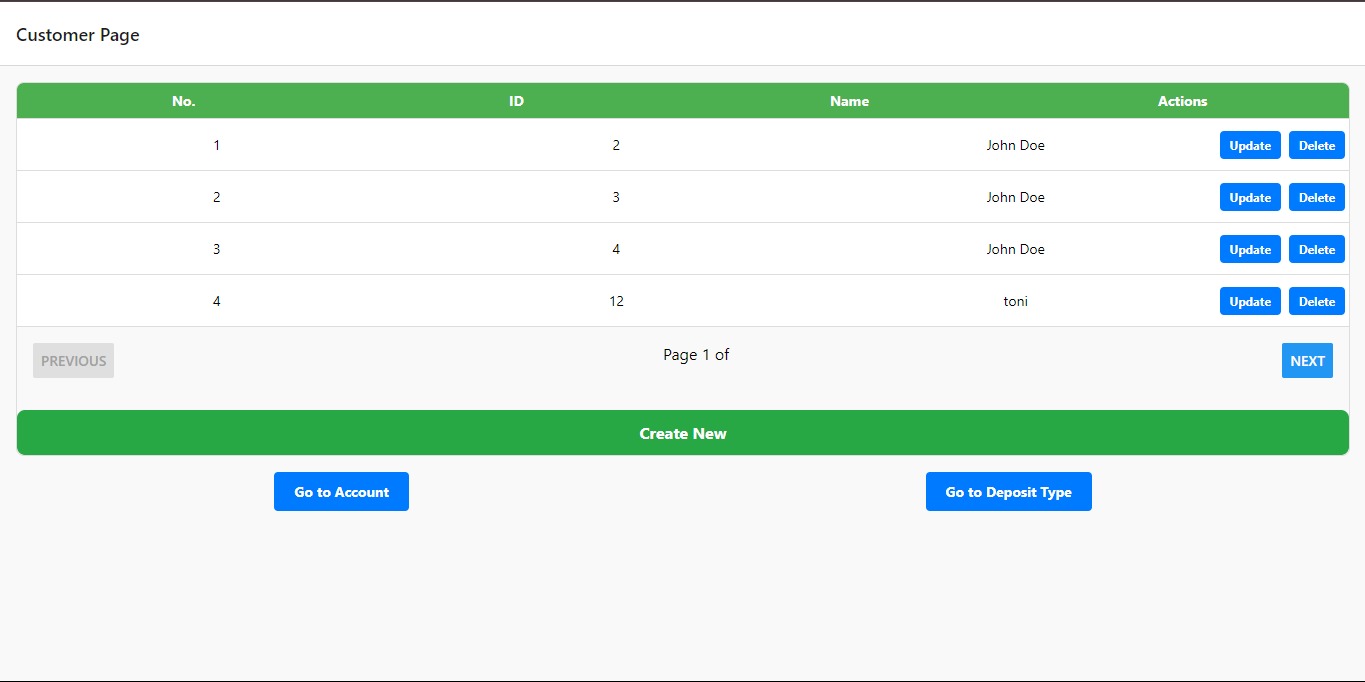 Customer Page
No. ID Name Actions
1 2 John Doe Update Delete
2 3 John Doe Update Delete
3 4 John Doe Update Delete
4 12 toni Update Delete
PREVIOUS Page 1 of NEXT
Create New
Go to Account Go to Deposit Type